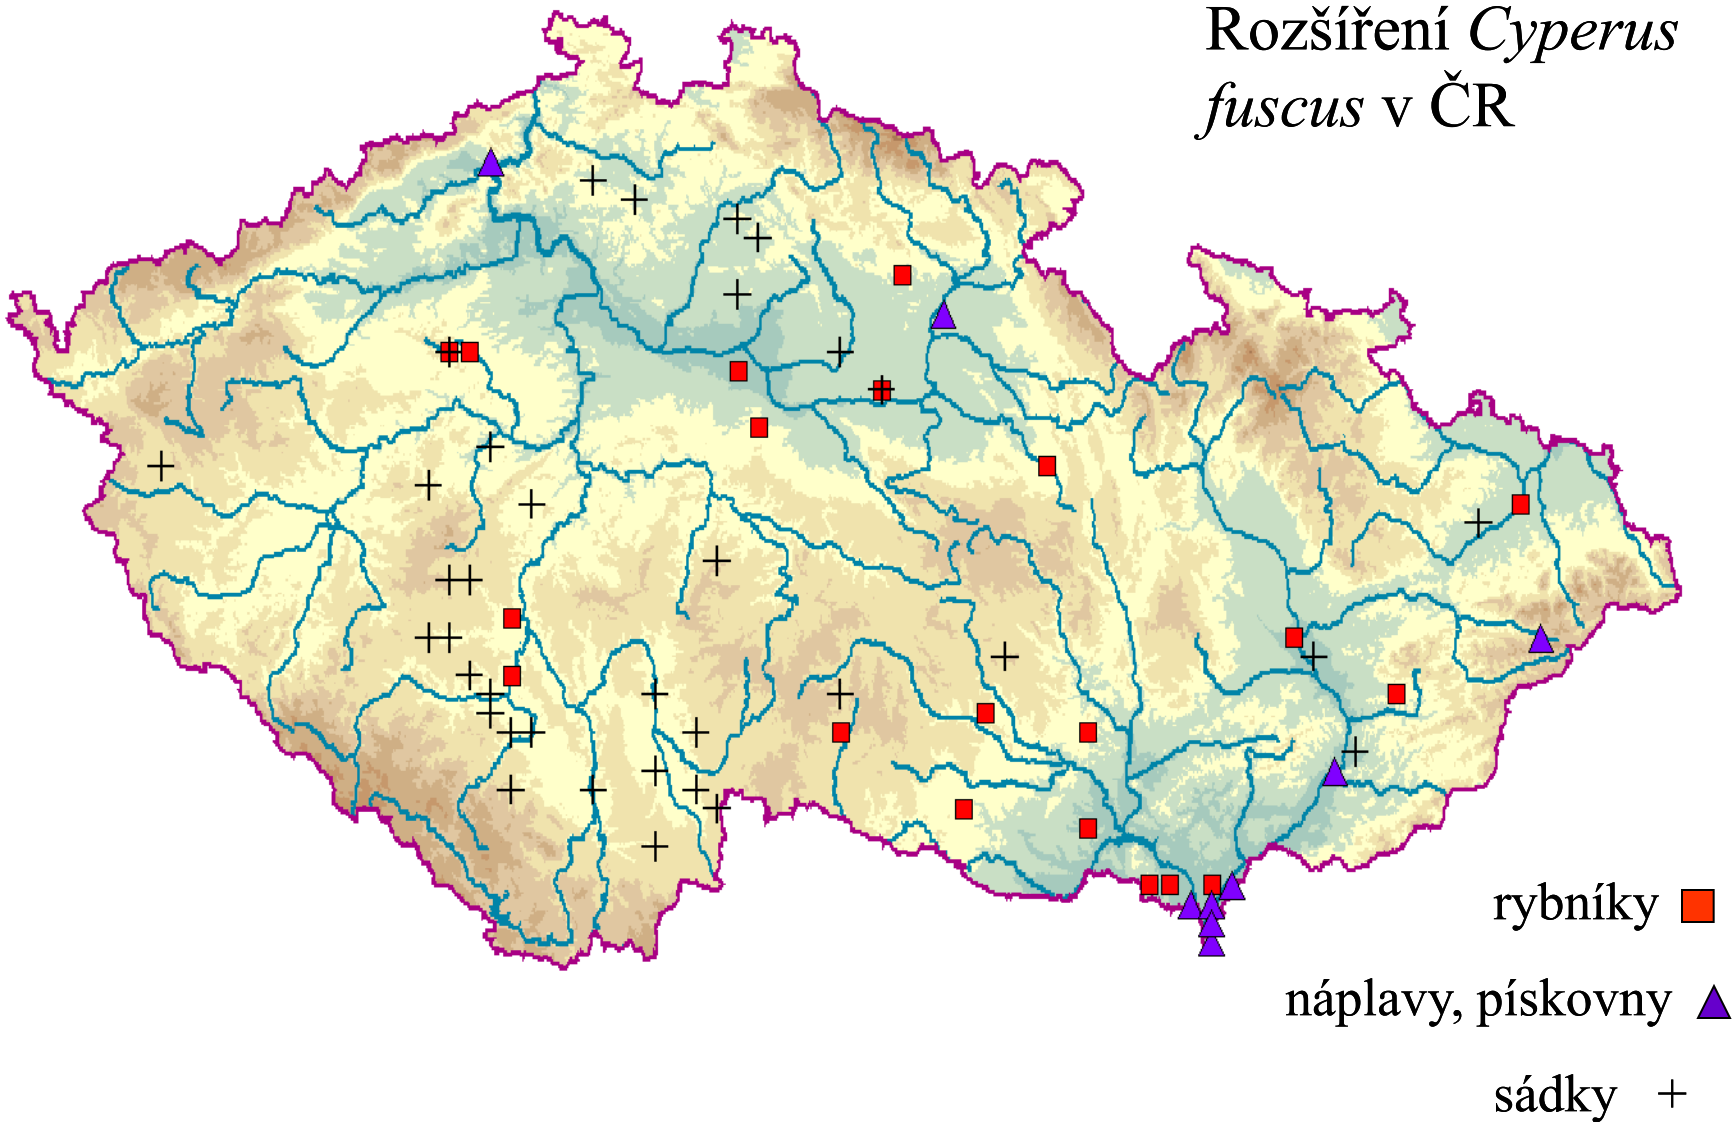 Rozšíření Cyperus
fuscus v ČR
rybníky
náplavy, pískovny
sádky